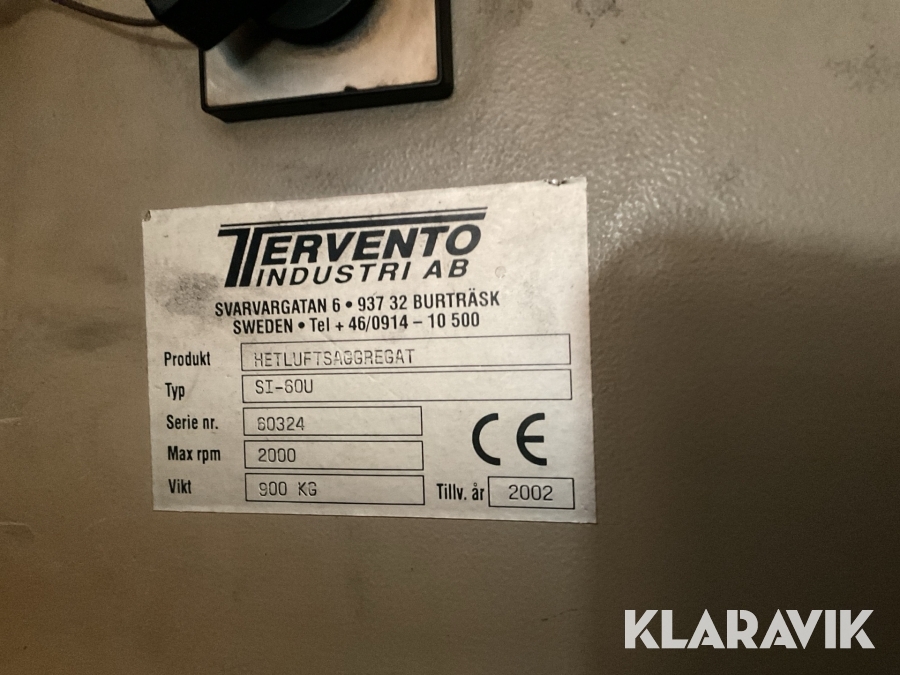 TERVENTO
INDUSTRI AB
SVARVARGATAN 6 • 937 32 BURTRÄSK
SWEDEN • Tel + 46/0914 – 10 500
Produkt HETLUFTSAGGREGAT
Typ SI-60U
Serie nr. 60324
Max rpm 2000
Vikt 900 KG Tillv. år 2002
CE
KLARAVIK